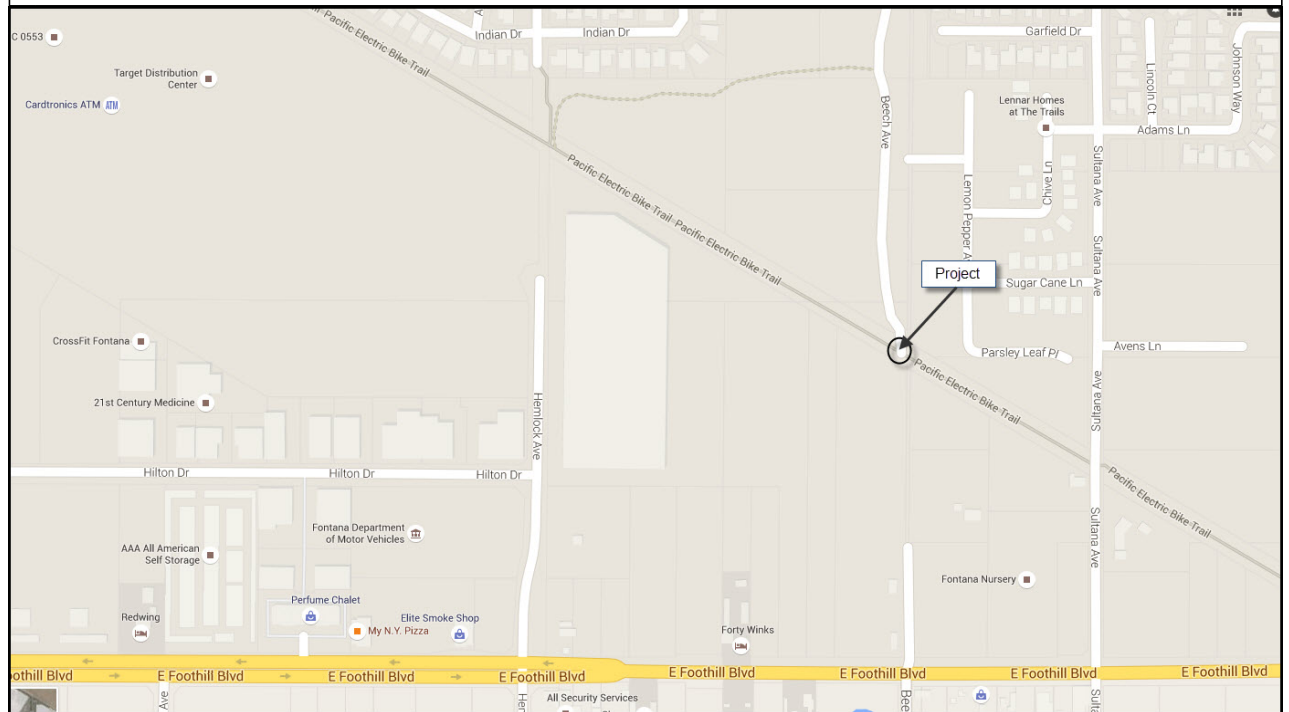 Pacific Electric Bike Trail
Indian Dr
Indian Dr
Garfield Dr
C 0553
Target Distribution
Center
Cardtronics ATM
ATM
Beech Ave
Lennar Homes
at The Trails
Lincoln Ct
Johnson Way
Adams Ln
Sultana Ave
Pacific Electric Bike Trail
Pacific Electric Bike Trail
Lemon Pepper A
Chive Ln
Sultana Ave
Project
Sugar Cane Ln
CrossFit Fontana
Parsley Leaf Pl
Avens Ln
Pacific Electric Bike Trail
21st Century Medicine
Hemlock Ave
Sultana Ave
Hilton Dr
Hilton Dr
Hilton Dr
Pacific Electric Bike Trail
Fontana Department
of Motor Vehicles
AAA All American
Self Storage
Sultana Ave
Fontana Nursery
Perfume Chalet
Redwing
Elite Smoke Shop
My N.Y. Pizza
Forty Winks
oothill Blvd
E Foothill Blvd
E Foothill Blvd
E Foothill Blvd
E Foothill Blvd
E Foothill Blvd
E Foothill Blvd
E Foothill Blvd
Ave
Her
All Security Services
Bee
Sulta